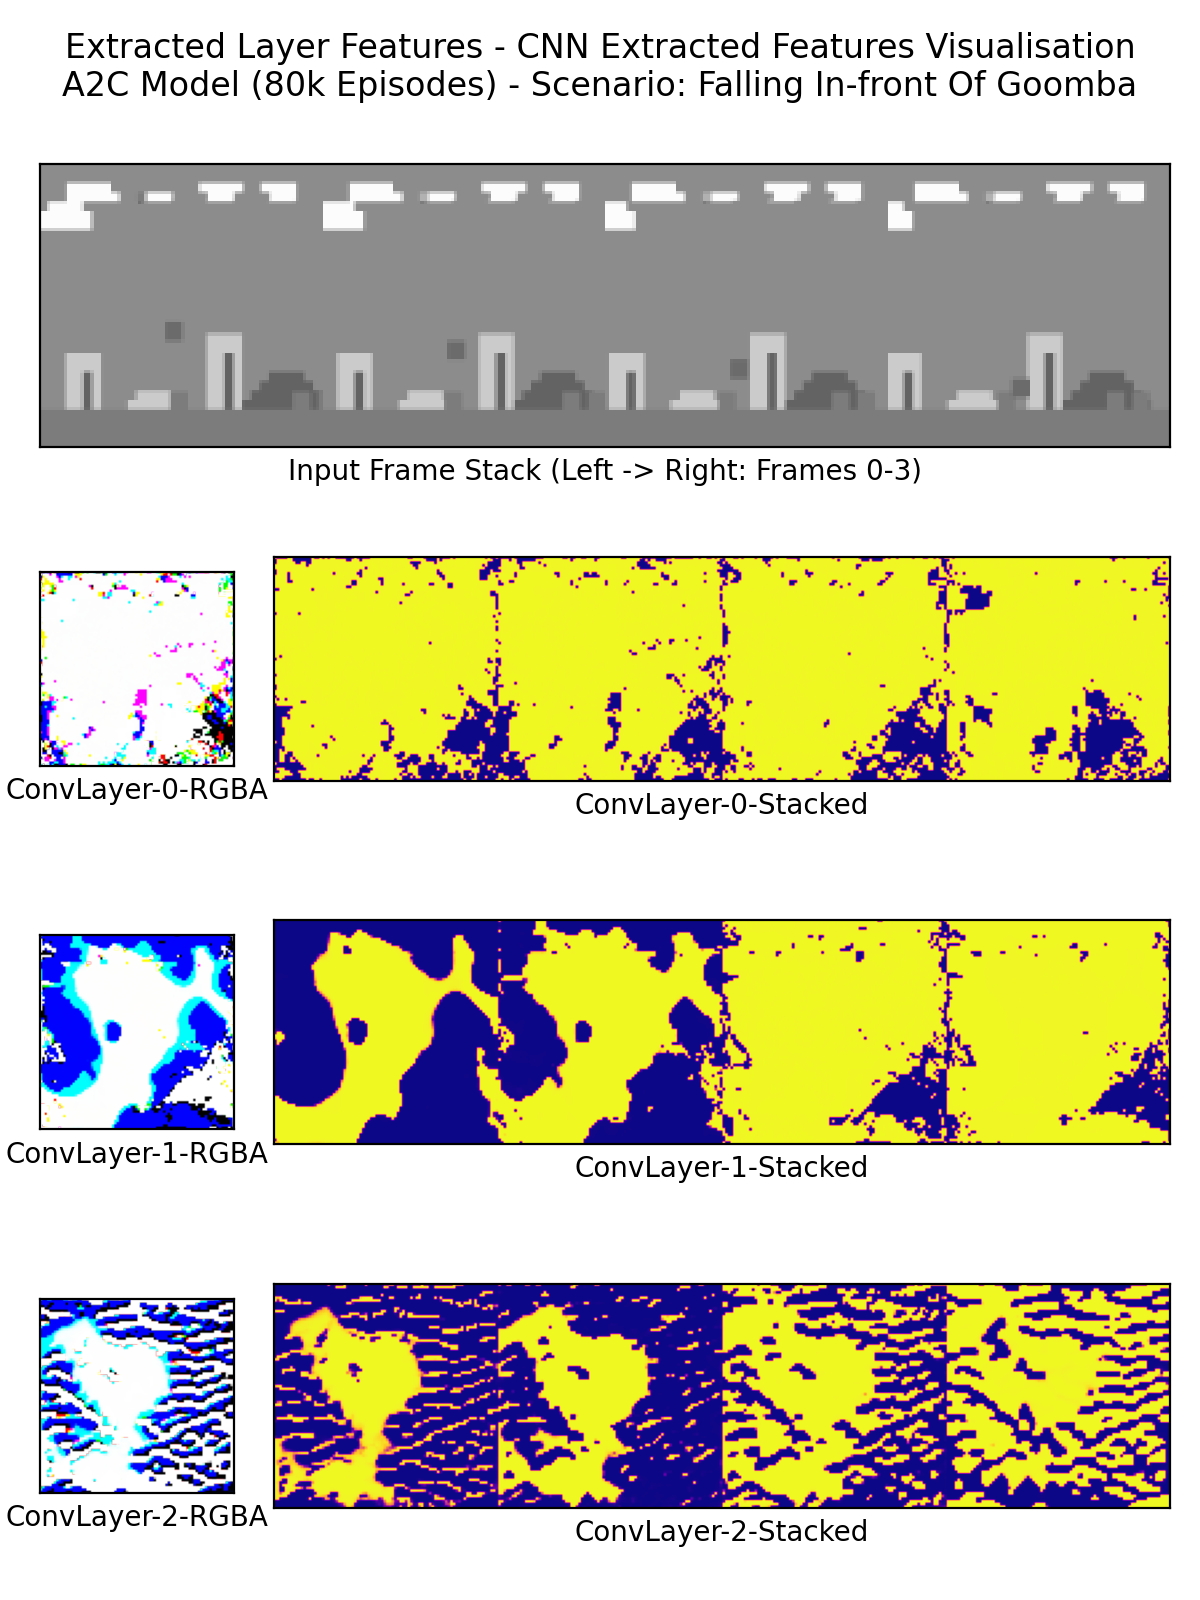 Extracted Layer Features - CNN Extracted Features Visualisation
A2C Model (80k Episodes) - Scenario: Falling In-front Of Goomba
Input Frame Stack (Left -> Right: Frames 0-3)
ConvLayer-0-RGBA
ConvLayer-0-Stacked
ConvLayer-1-RGBA
ConvLayer-1-Stacked
ConvLayer-2-RGBA
ConvLayer-2-Stacked